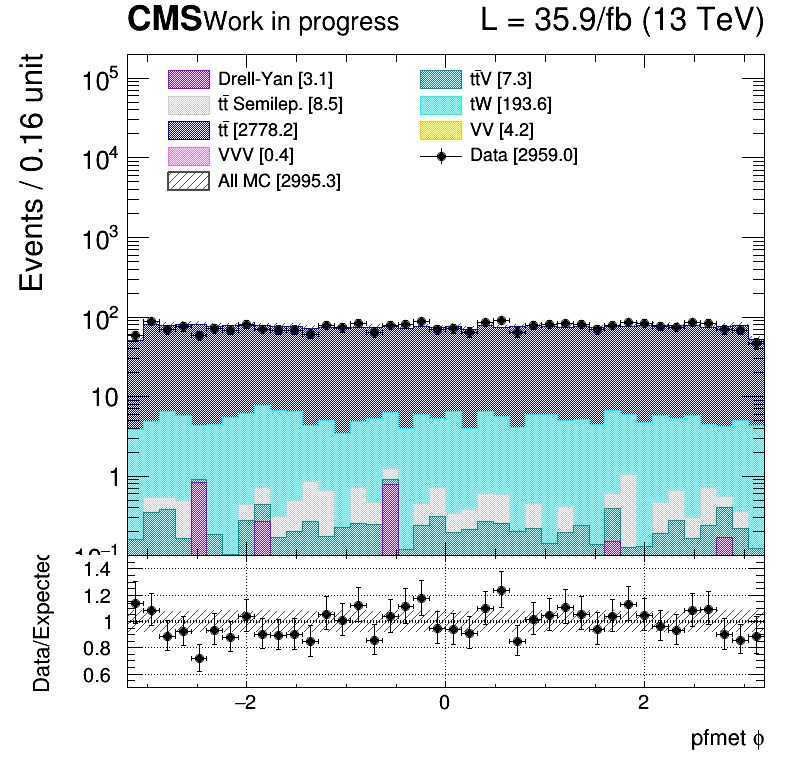 CMS Work in progress L = 35.9/fb (13 TeV)
Events / 0.16 unit
Drell-Yan [3.1]
tt̄ Semilep. [8.5]
tt̄ [2778.2]
VVV [0.4]
All MC [2995.3]
tt̄V [7.3]
tW [193.6]
VV [4.2]
Data [2959.0]
10⁵
10⁴
10³
10²
10
1
Data/Expected
1.4
1.2
1
0.8
0.6
−2 0 2
pfmet ϕ